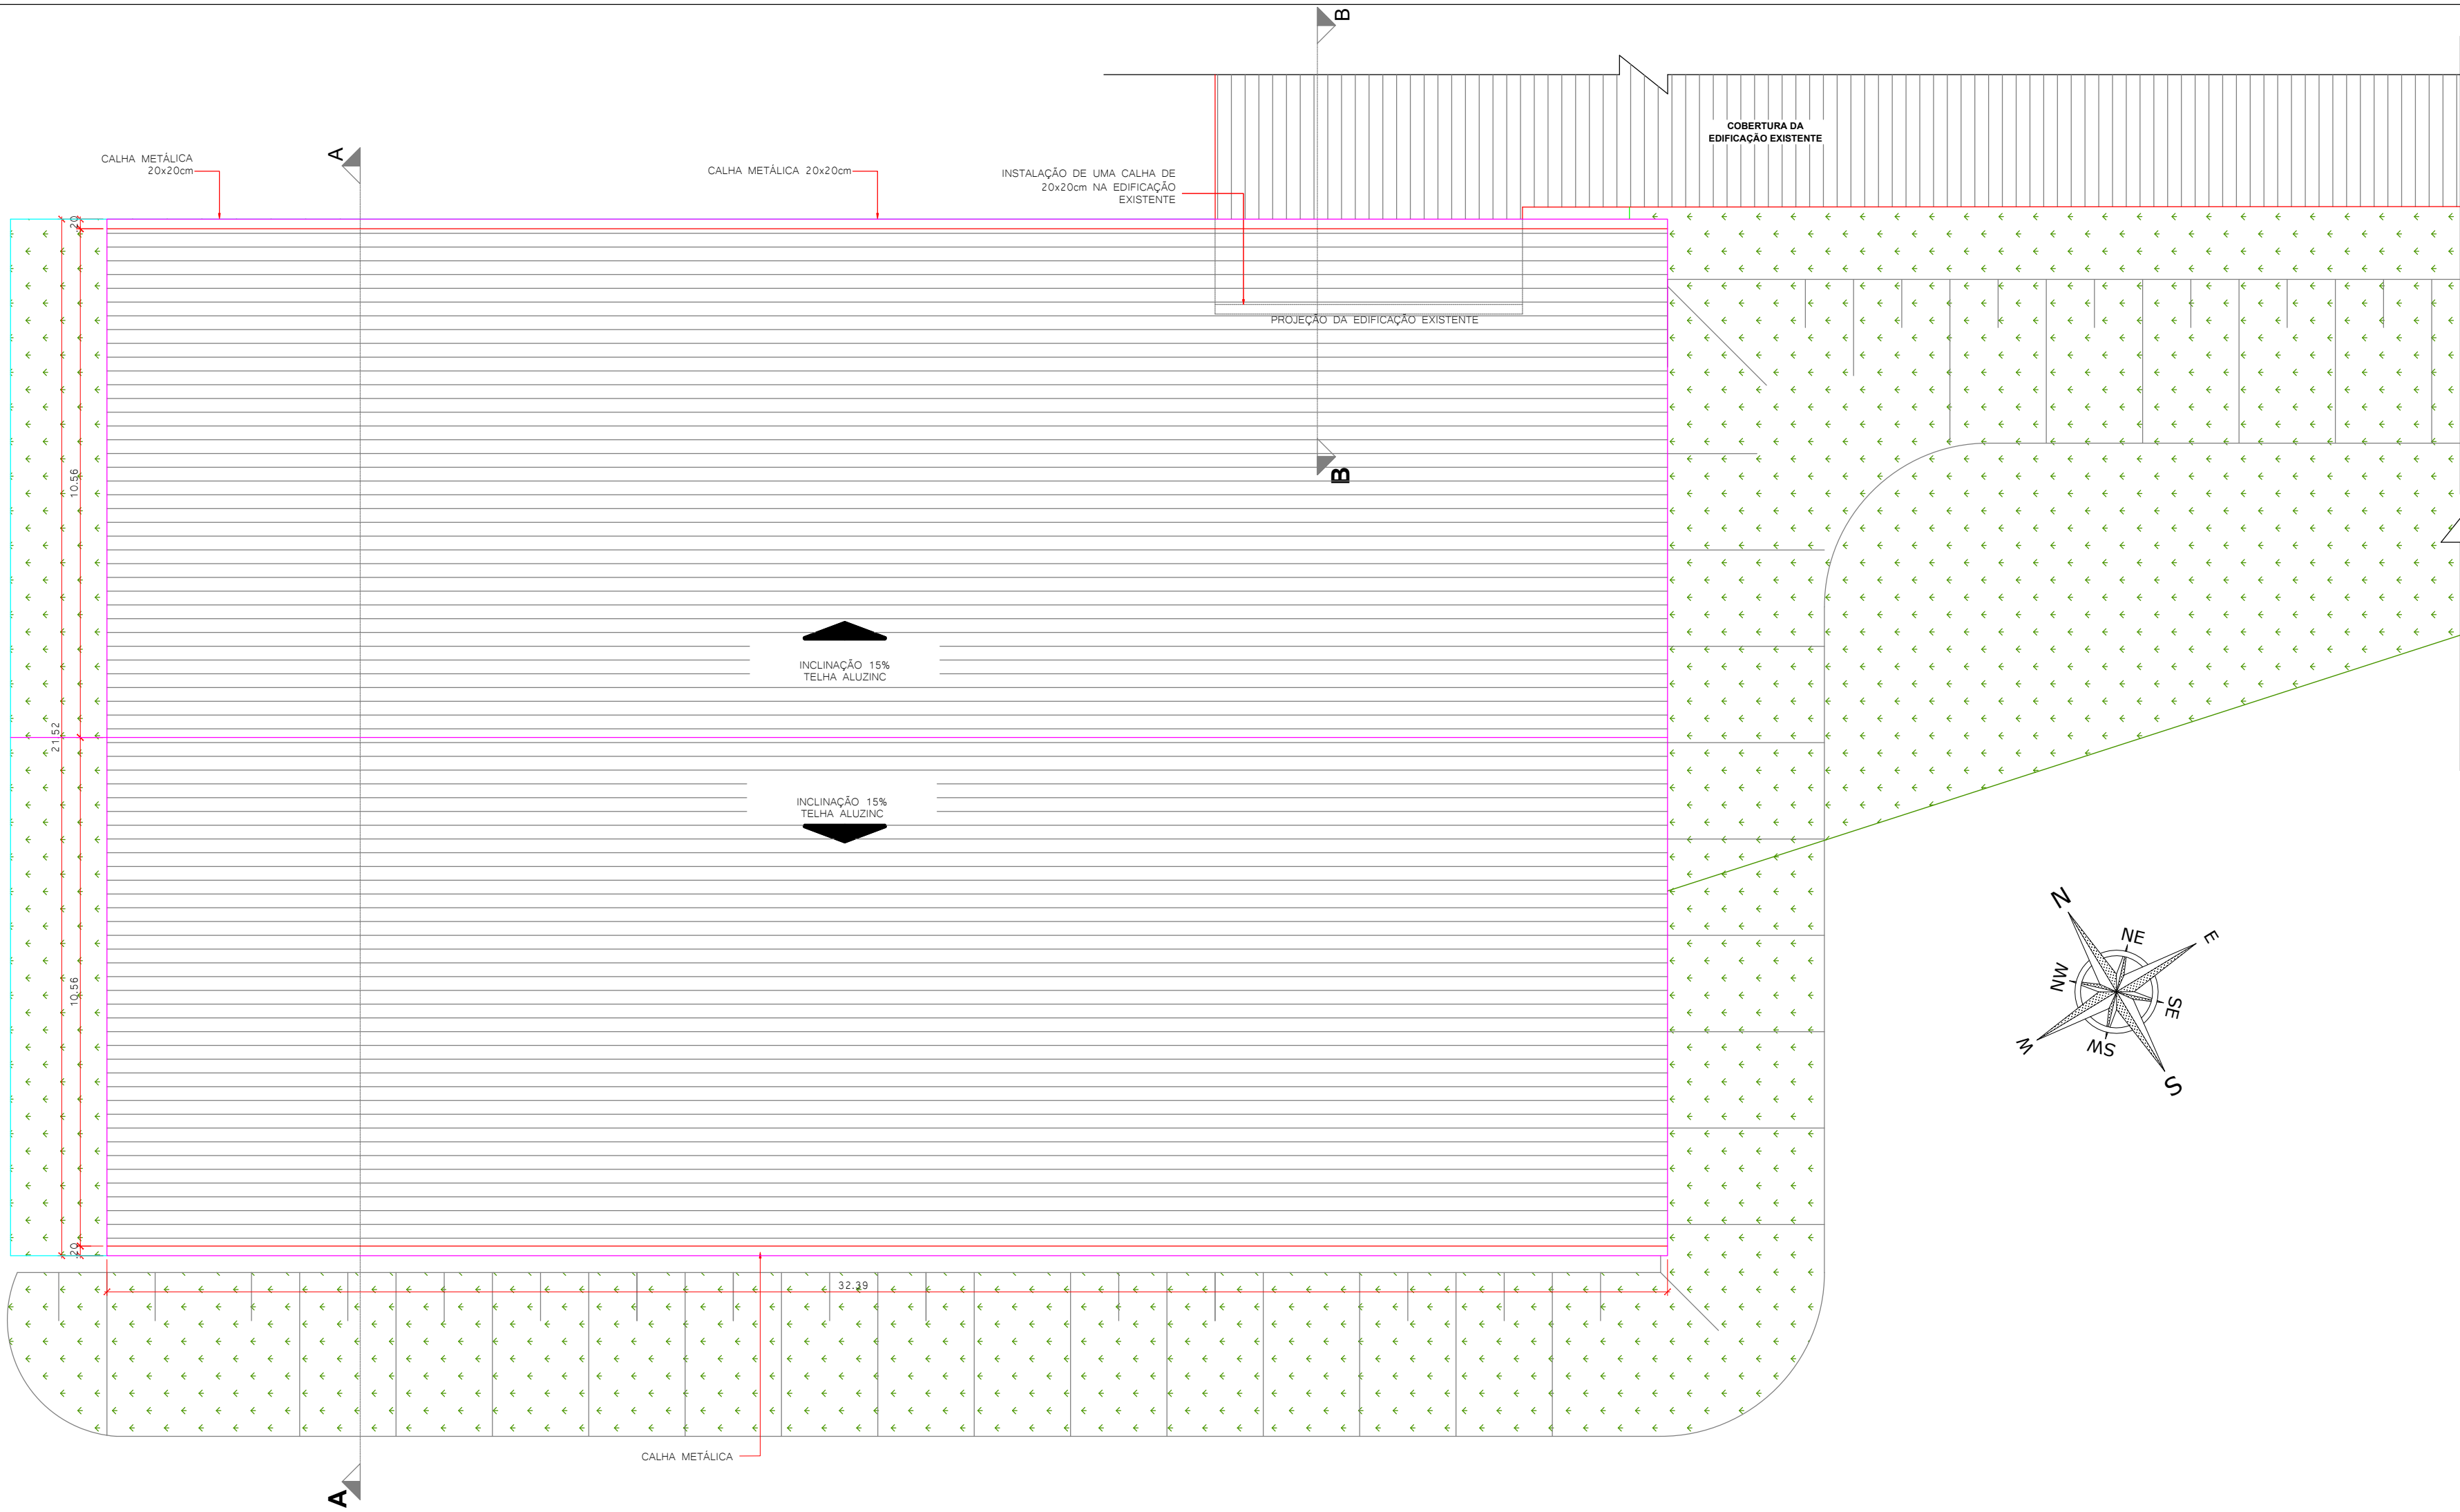 B
COBERTURA DA
EDIFICAÇÃO EXISTENTE
A
CALHA METÁLICA
20x20cm
CALHA METÁLICA 20x20cm
INSTALAÇÃO DE UMA CALHA DE
20x20cm NA EDIFICAÇÃO
EXISTENTE
20
PROJEÇÃO DA EDIFICAÇÃO EXISTENTE
B
10.56
INCLINAÇÃO 15%
TELHA ALUZINC
21.52
INCLINAÇÃO 15%
TELHA ALUZINC
N
NE
E
NW
SE
W
SW
S
10.56
20
32.39
CALHA METÁLICA
A